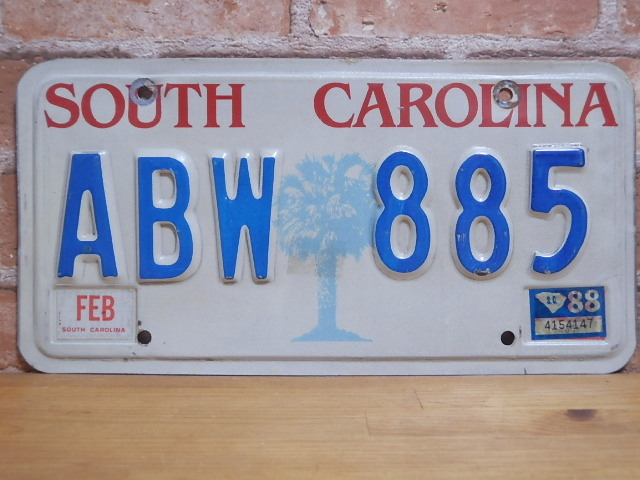 SOUTH CAROLINA
ABW 885
FEB
SOUTH CAROLINA
88
4154147